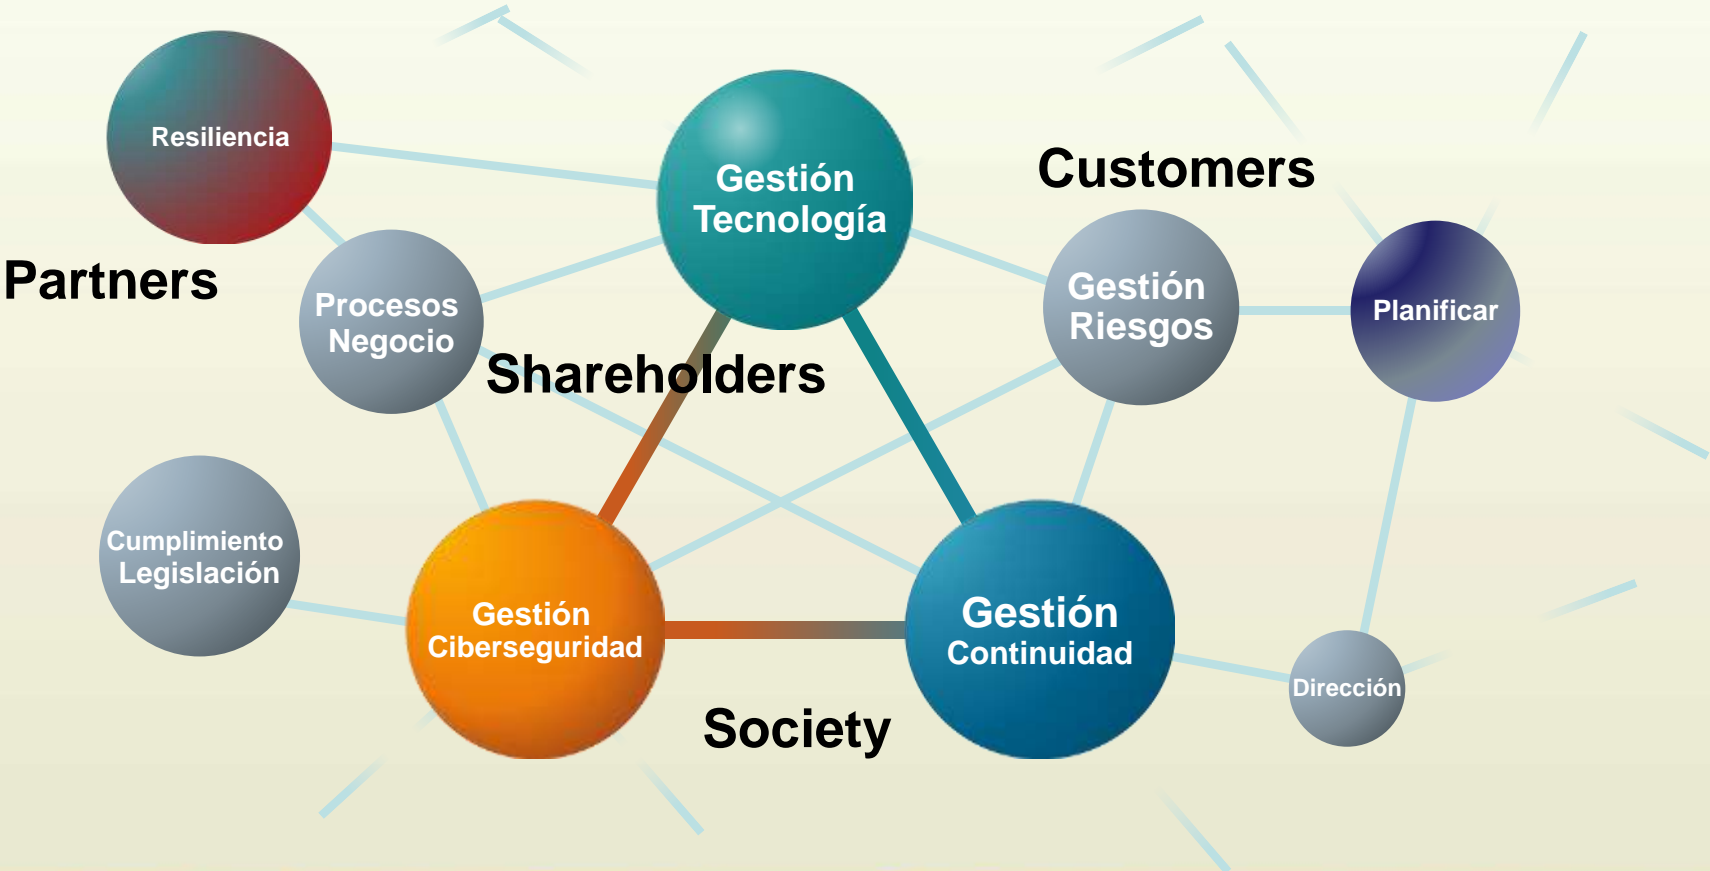 Resiliencia
Gestión
Tecnología
Customers
Partners
Procesos
Negocio
Gestión
Riesgos
Planificar
Shareholders
Cumplimiento
Legislación
Gestión
Ciberseguridad
Gestión
Continuidad
Dirección
Society